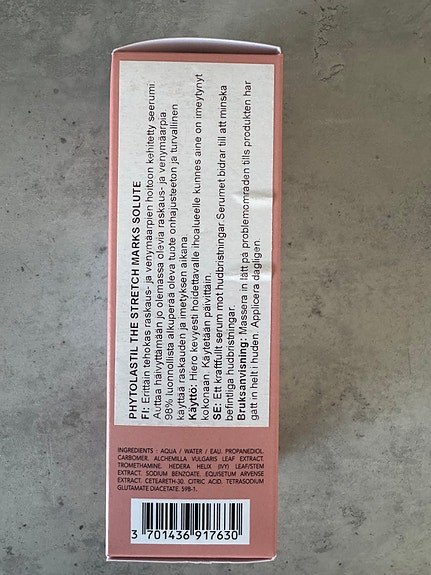 PHYTOLASTIL THE STRETCH MARKS SOLUTE
FI: Erittäin tehokas raskaus- ja venymäarpien hoitoon kehitetty seerumi.
Auttaa häivyttämään jo olemassa olevia raskaus- ja venymäarpia
98% luonnollista alkuperää oleva tuote onhajusteeton ja turvallinen
käyttää raskauden ja imetyksen aikana
Käyttö: Hiero kevyesti hoidettavalle ihoalueelle kunnes aine on imeytynyt
kokonaan. Käytetään päivittäin.
SE: Ett kraftfullt serum mot hudbristningar Serumet bidrar till att minska
befintliga hudbristningar.
Bruksanvisning: Massera in lätt på problemområden tills produkten har
gått in helt i huden. Applicera dagligen
INGREDIENTS : AQUA / WATER / EAU. PROPANEDIOL.
CARBOMER. ALCHEMILLA VULGARIS LEAF EXTRACT.
TROMETHAMINE. HEDERA HELIX (IVY) LEAF/STEM
EXTRACT. SODIUM BENZOATE. EQUISETUM ARVENSE
EXTRACT. CETEARETH-30. CITRIC ACID. TETRASODIUM
GLUTAMATE DIACETATE. 598-1.
3 701436 917630